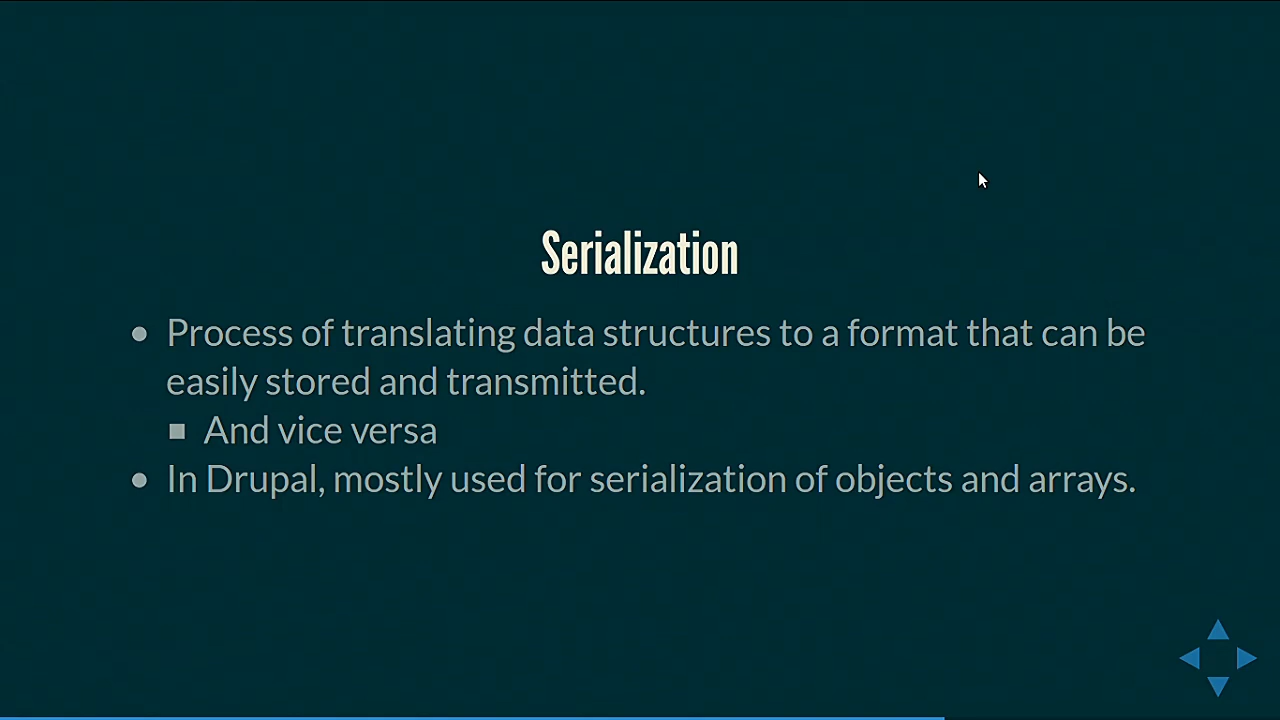 Serialization
Process of translating data structures to a format that can be
easily stored and transmitted.
And vice versa
In Drupal, mostly used for serialization of objects and arrays.